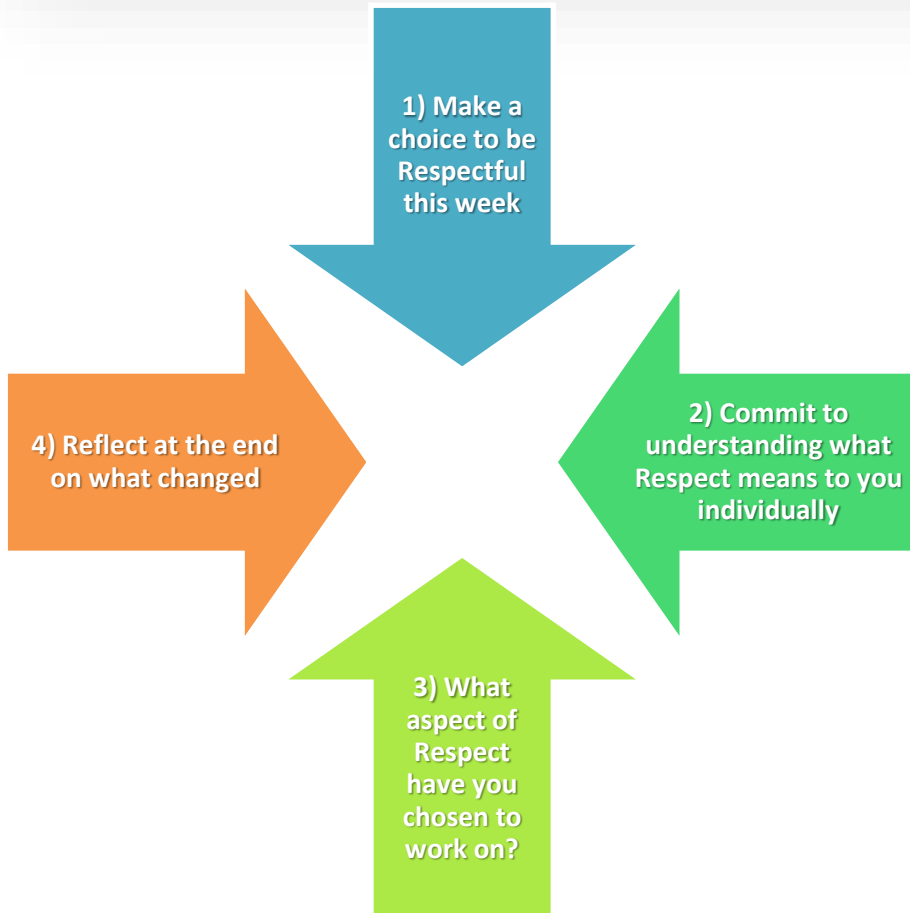 1) Make a
choice to be
Respectful
this week
2) Commit to
understanding what
Respect means to you
individually
3) What
aspect of
Respect
have you
chosen to
work on?
4) Reflect at the end
on what changed